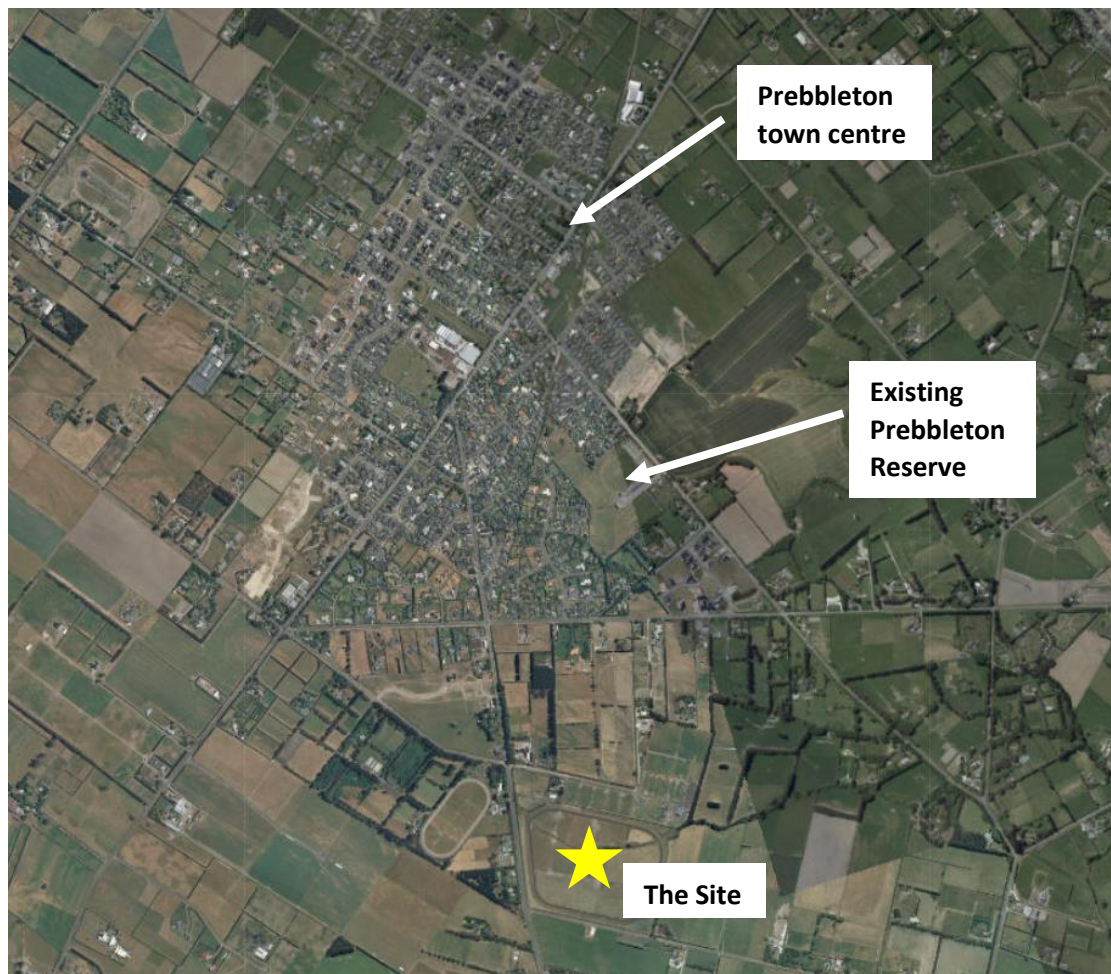 Prebbleton
town centre
Existing
Prebbleton
Reserve
The Site